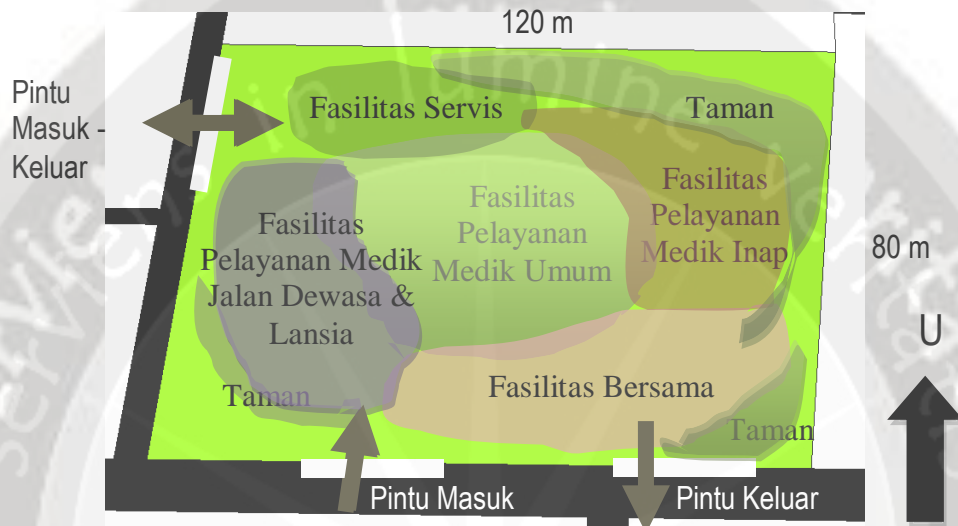 120 m
Pintu
Masuk -
Keluar
Fasilitas Servis
Taman
Fasilitas
Pelayanan
Medik Umum
Fasilitas
Pelayanan
Medik Inap
Fasilitas
Pelayanan Medik
Jalan Dewasa &
Lansia
80 m
U
Taman
Fasilitas Bersama
Taman
Pintu Masuk
Pintu Keluar